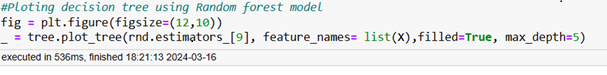 #Ploting decision tree using Random forest model
fig = plt.figure(figsize=(12,10))
_ = tree.plot_tree(rnd.estimators_[9], feature_names= list(X),filled=True, max_depth=5)
executed in 536ms, finished 18:21:13 2024-03-16